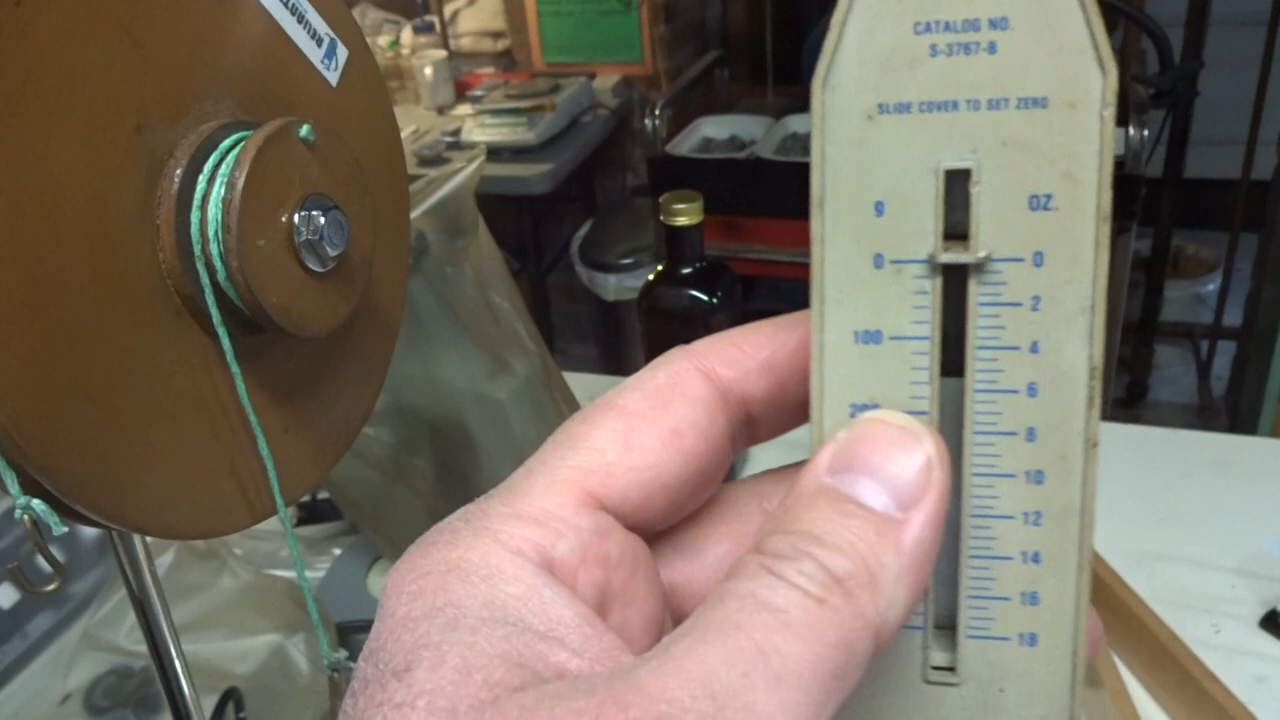 CATALOG NO.
S-3767-B
SLIDE COVER TO SET ZERO
g OZ.
0 0
2
100
4
6
8
10
12
14
16
18